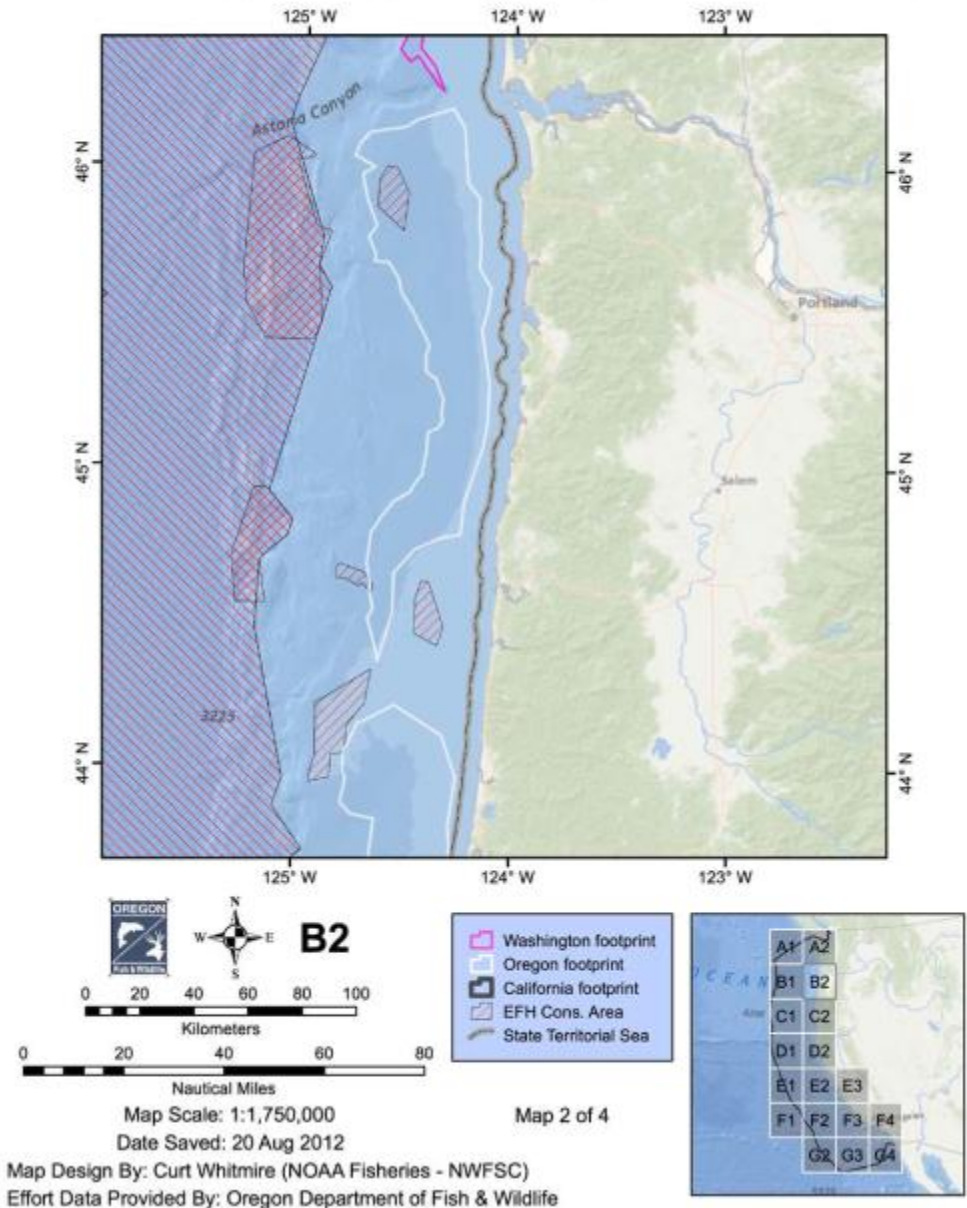 125° W 124° W 123° W
46° N
46° N
Astoria Canyon
Portland
45° N
45° N
Salem
3225
44° N
44° N
125° W 124° W 123° W
OREGON
Fish & Wildlife
N
W E
S
B2
0 20 40 60 80 100
Kilometers
0 20 40 60 80
Nautical Miles
Map Scale: 1:1,750,000
Date Saved: 20 Aug 2012
Map Design By: Curt Whitmire (NOAA Fisheries - NWFSC)
Effort Data Provided By: Oregon Department of Fish & Wildlife
Washington footprint
Oregon footprint
California footprint
EFH Cons. Area
State Territorial Sea
Map 2 of 4
A1 A2
OCEAN B1 B2
C1 C2
D1 D2
E1 E2 E3
F1 F2 F3 F4
G2 G3 G4